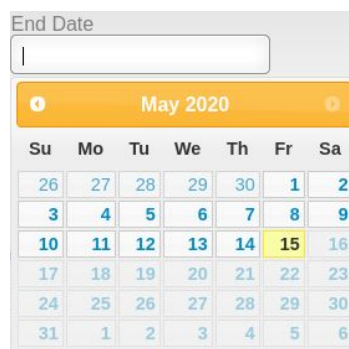 End Date
May 2020
Su Mo Tu We Th Fr Sa
26 27 28 29 30 1 2
3 4 5 6 7 8 9
10 11 12 13 14 15 16
17 18 19 20 21 22 23
24 25 26 27 28 29 30
31 1 2 3 4 5 6